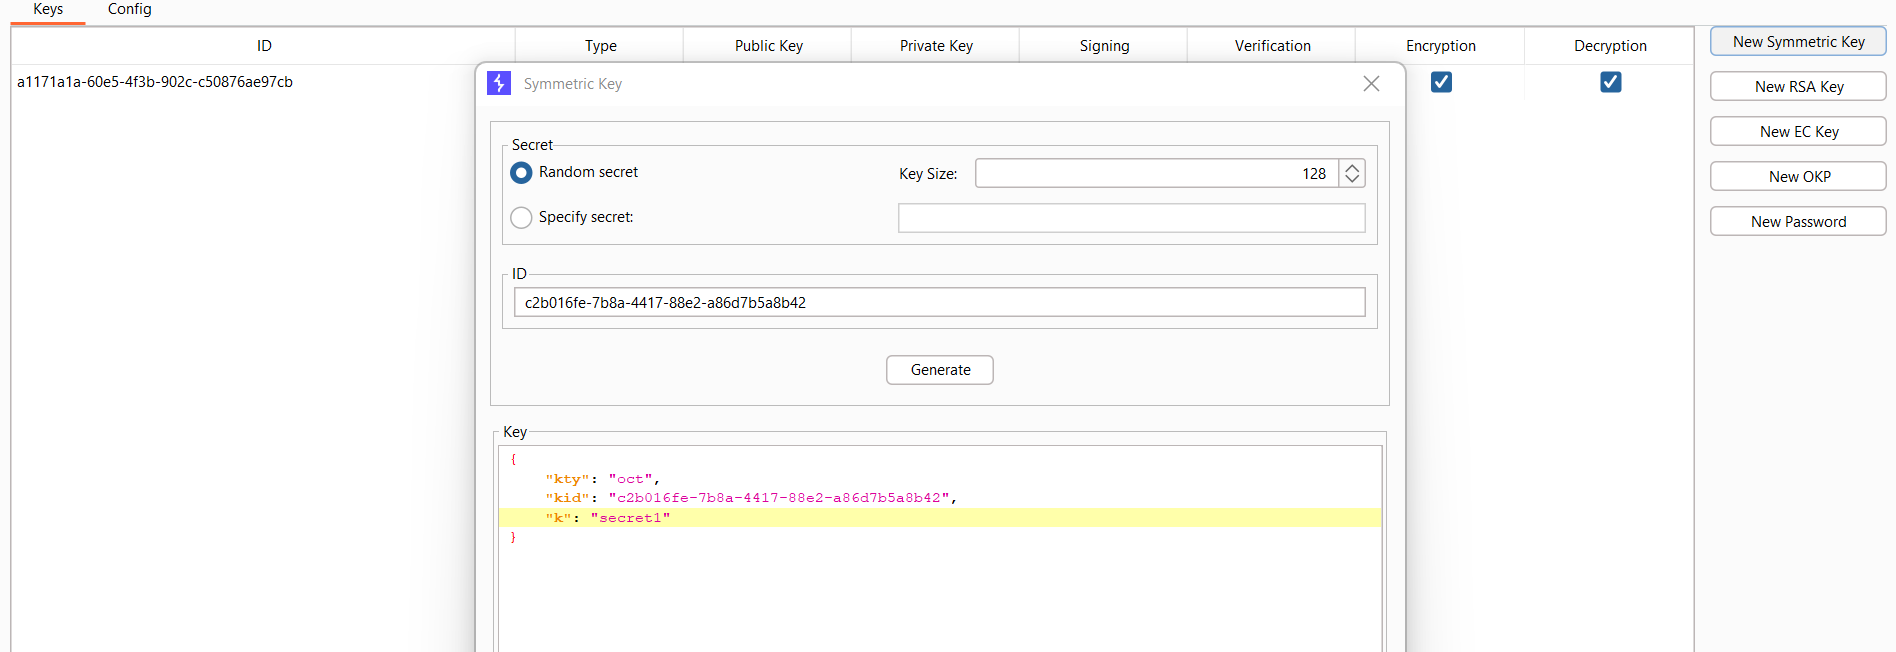 Keys Config
ID Type Public Key Private Key Signing Verification Encryption Decryption
New Symmetric Key
a1171a1a-60e5-4f3b-902c-c50876ae97cb
Symmetric Key
New RSA Key
New EC Key
New OKP
New Password
Secret
Random secret Key Size: 128
Specify secret:
ID
c2b016fe-7b8a-4417-88e2-a86d7b5a8b42
Generate
Key
{
"kty": "oct",
"kid": "c2b016fe-7b8a-4417-88e2-a86d7b5a8b42",
"k": "secret1"
}